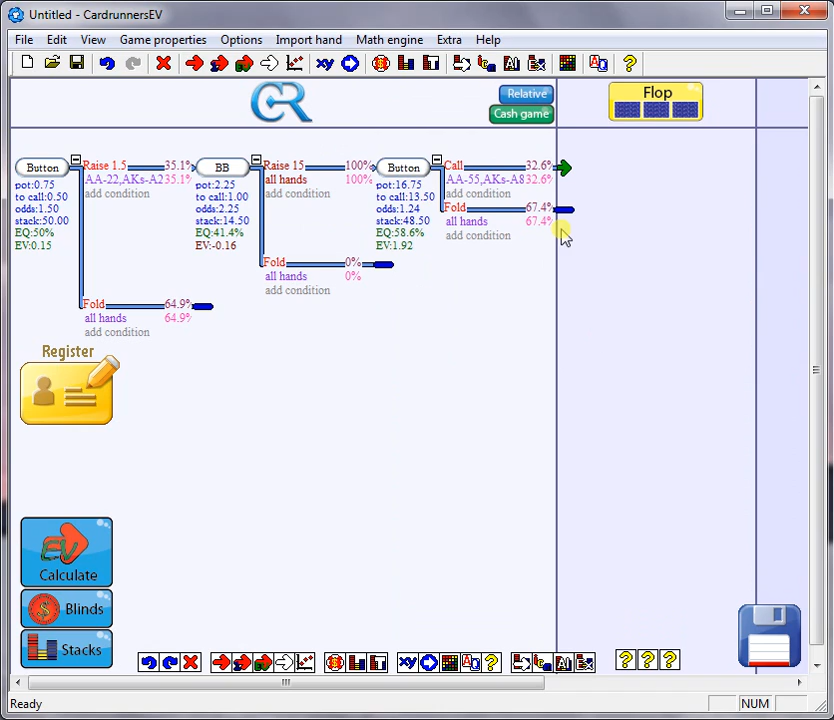 Untitled - CardrunnersEV
File Edit View Game properties Options Import hand Math engine Extra Help
CR
Relative
Cash game
Flop
Button
Raise 1.5 35.1%
AA-22,AKs-A2 35.1%
add condition
pot:0.75
to call:0.50
odds:1.50
stack:50.00
EQ:50%
EV:0.15
Fold 64.9%
all hands 64.9%
add condition
BB
Raise 15 100%
all hands 100%
add condition
pot:2.25
to call:1.00
odds:2.25
stack:14.50
EQ:41.4%
EV:-0.16
Fold 0%
all hands 0%
add condition
Button
Call 32.6%
AA-55,AKs-A8 32.6%
add condition
pot:16.75
to call:13.50
odds:1.24
stack:48.50
EQ:58.6%
EV:1.92
Fold 67.4%
all hands 67.4%
add condition
Register
EV
Calculate
Blinds
Stacks
Ready
NUM